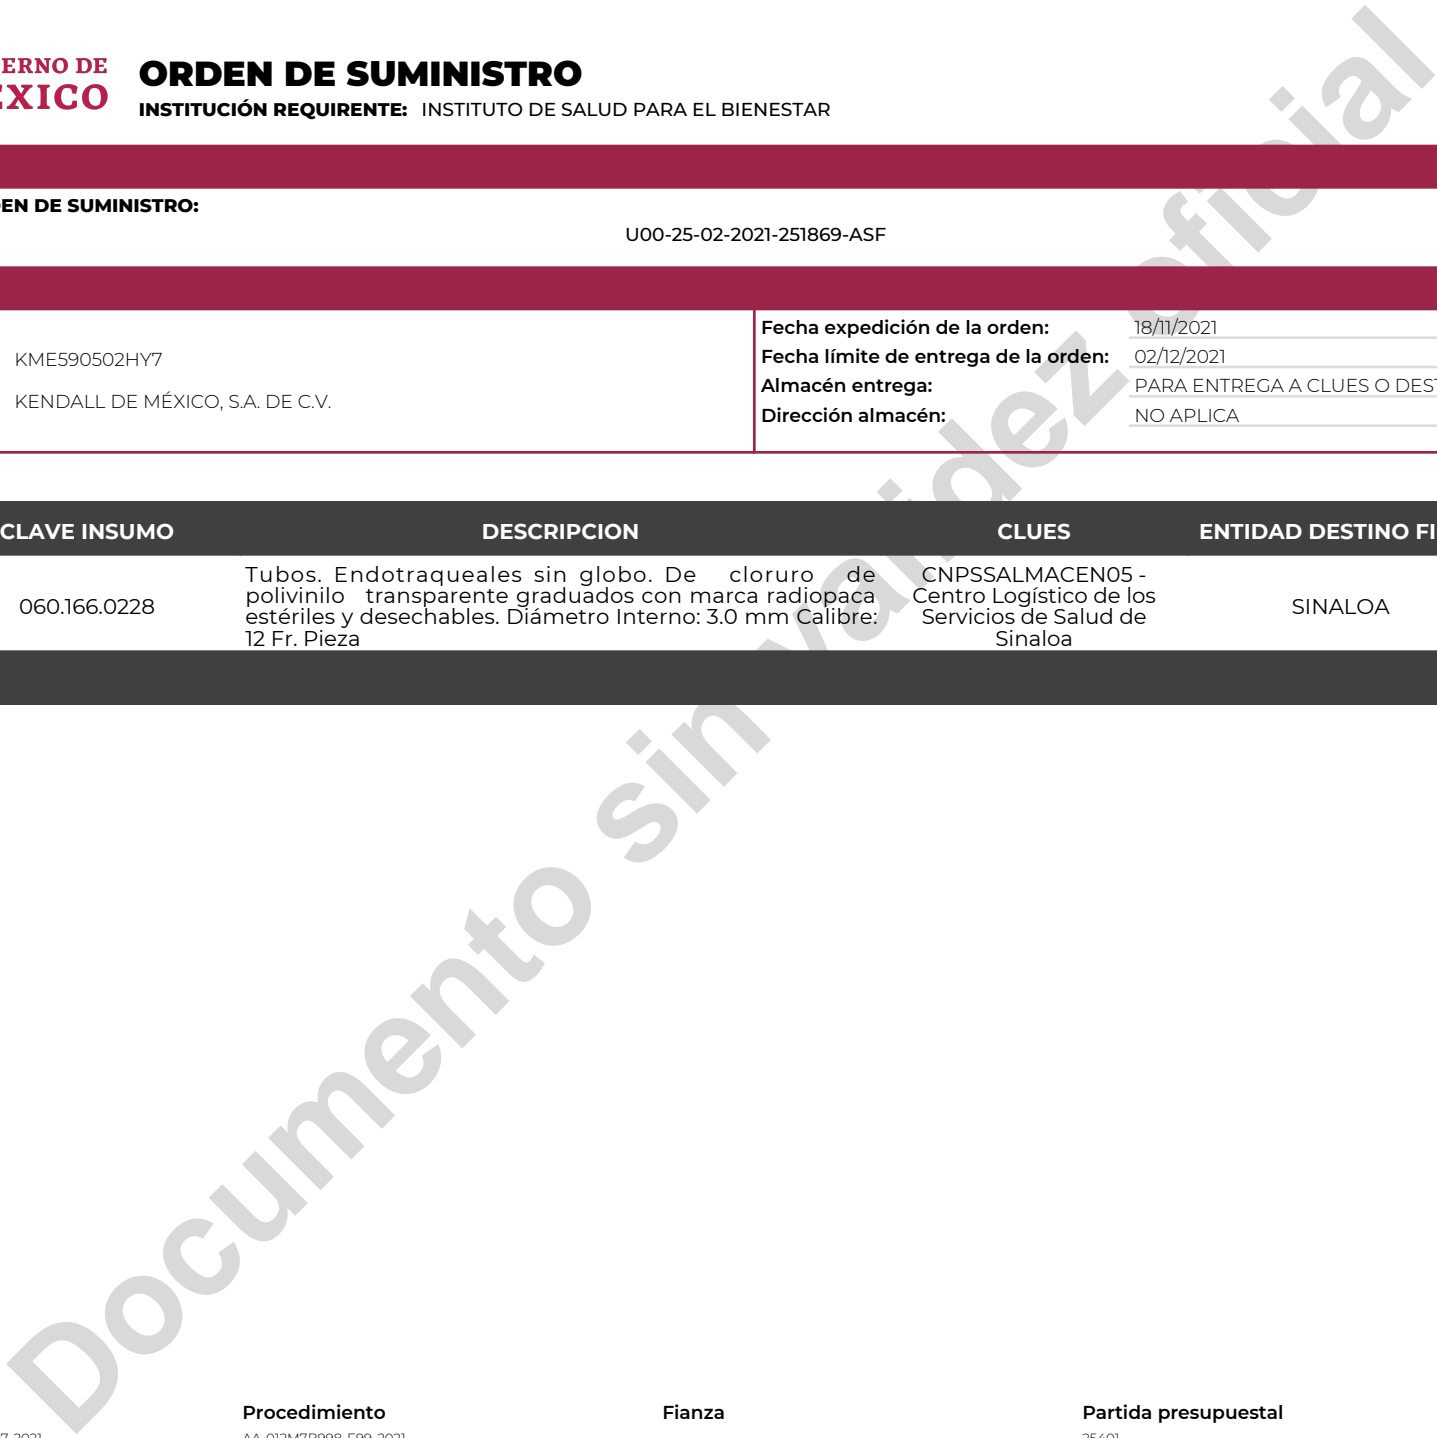 ERNO DE
ORDEN DE SUMINISTRO
EXICO
INSTITUCIÓN REQUIRENTE: INSTITUTO DE SALUD PARA EL BIENESTAR
EN DE SUMINISTRO:
U00-25-02-2021-251869-ASF
KME590502HY7
KENDALL DE MÉXICO, S.A. DE C.V.
Fecha expedición de la orden: 18/11/2021
Fecha límite de entrega de la orden: 02/12/2021
Almacén entrega: PARA ENTREGA A CLUES O DEST
Dirección almacén: NO APLICA
CLAVE INSUMO DESCRIPCION CLUES ENTIDAD DESTINO FI
060.166.0228
Tubos. Endotraqueales sin globo. De cloruro de
polivinilo transparente graduados con marca radiopaca
estériles y desechables. Diámetro Interno: 3.0 mm Calibre:
12 Fr. Pieza
CNPSSALMACEN05 -
Centro Logístico de los
Servicios de Salud de
Sinaloa
SINALOA
Documento sin validez oficial
Procedimiento Fianza Partida presupuestal